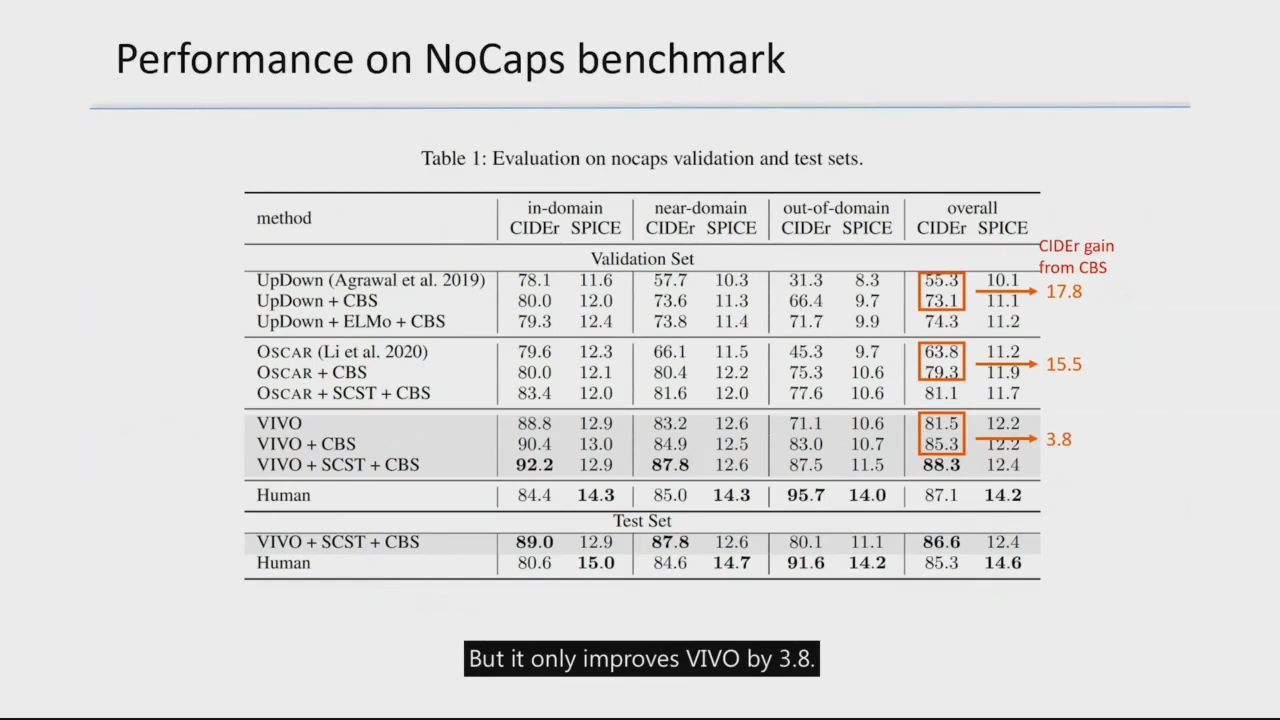 Performance on NoCaps benchmark
Table 1: Evaluation on nocaps validation and test sets.
method in-domain near-domain out-of-domain overall
CIDEr SPICE CIDEr SPICE CIDEr SPICE CIDEr SPICE
CIDEr gain
from CBS
Validation Set
UpDown (Agrawal et al. 2019) 78.1 11.6 57.7 10.3 31.3 8.3 55.3 10.1
17.8
UpDown + CBS 80.0 12.0 73.6 11.3 66.4 9.7 73.1 11.1
UpDown + ELMo + CBS 79.3 12.4 73.8 11.4 71.7 9.9 74.3 11.2
OSCAR (Li et al. 2020) 79.6 12.3 66.1 11.5 45.3 9.7 63.8 11.2
15.5
OSCAR + CBS 80.0 12.1 80.4 12.2 75.3 10.6 79.3 11.9
OSCAR + SCST + CBS 83.4 12.0 81.6 12.0 77.6 10.6 81.1 11.7
VIVO 88.8 12.9 83.2 12.6 71.1 10.6 81.5 12.2
3.8
VIVO + CBS 90.4 13.0 84.9 12.5 83.0 10.7 85.3 12.2
VIVO + SCST + CBS 92.2 12.9 87.8 12.6 87.5 11.5 88.3 12.4
Human 84.4 14.3 85.0 14.3 95.7 14.0 87.1 14.2
Test Set
VIVO + SCST + CBS 89.0 12.9 87.8 12.6 80.1 11.1 86.6 12.4
Human 80.6 15.0 84.6 14.7 91.6 14.2 85.3 14.6
But it only improves VIVO by 3.8.